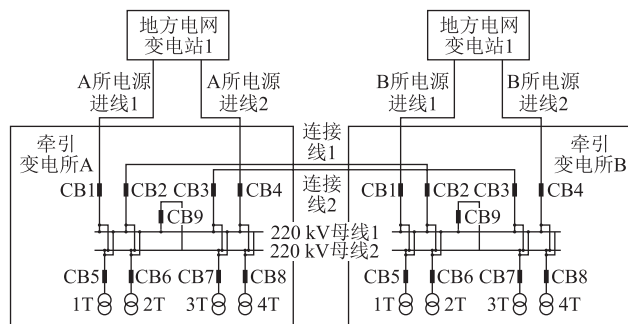 地方电网
变电站1
地方电网
变电站1
A所电源
进线1
A所电源
进线2
B所电源
进线1
B所电源
进线2
牵引
变电所A
连接
线1
牵引
变电所B
CB1
CB2
CB3
CB4
连接
线2
CB1
CB2
CB3
CB4
CB9
220 kV母线1
220 kV母线2
CB9
CB5
CB6
CB7
CB8
CB5
CB6
CB7
CB8
1T
2T
3T
4T
1T
2T
3T
4T